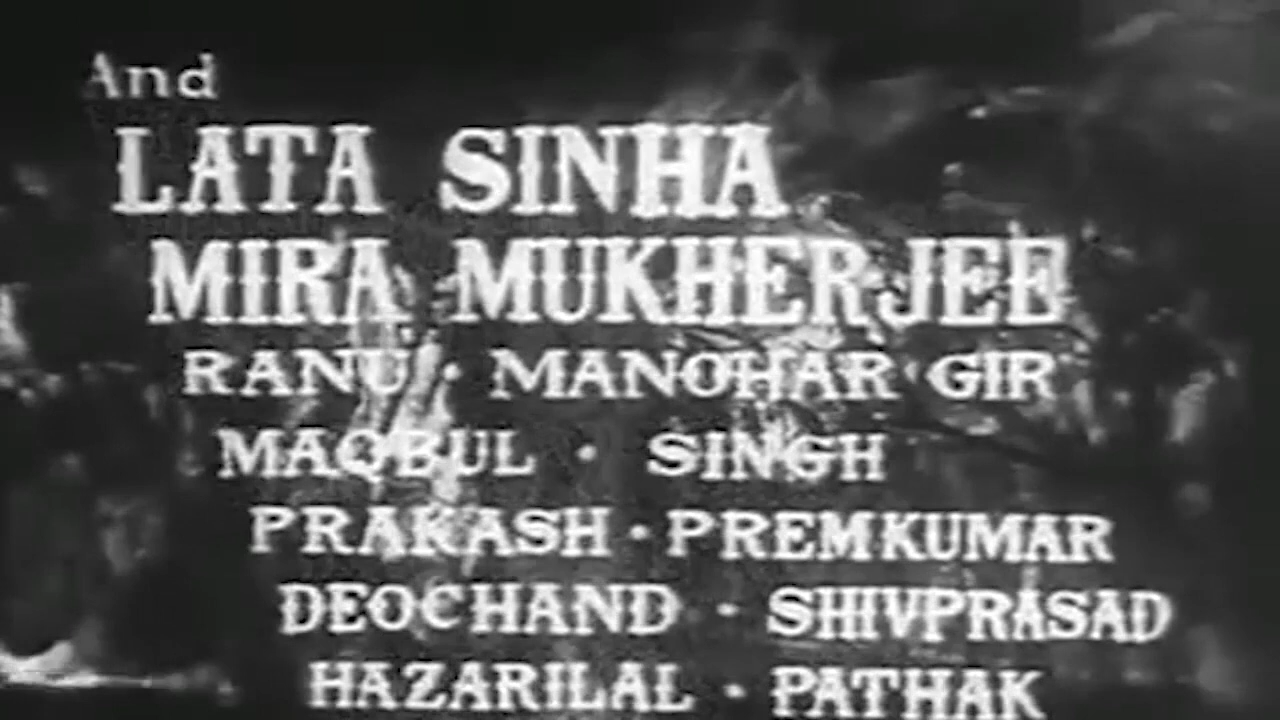 And
LATA SINHA
MIRA MUKHERJEE
RANU · MANOHAR GIR
MAQBUL · SINGH
PRAKASH · PREMKUMAR
DEOCHAND · SHIVPRASAD
HAZARILAL · PATHAK